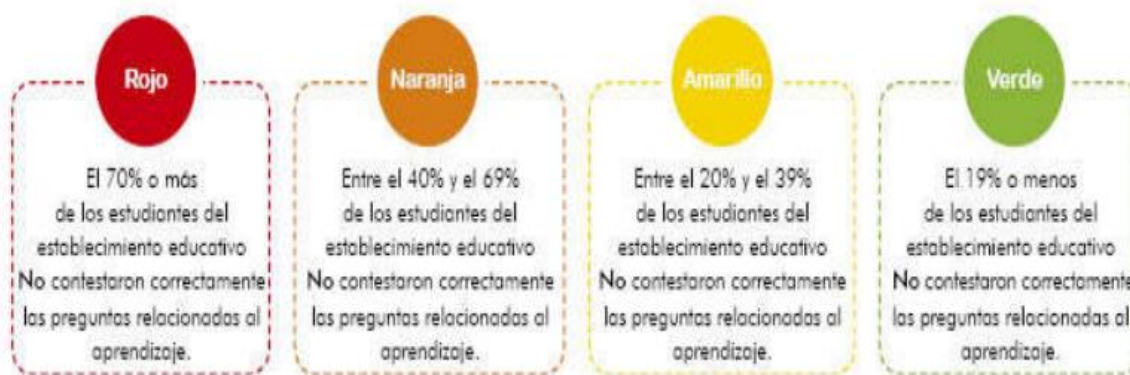 Rojo
El 70% o más
de los estudiantes del
establecimiento educativo
No contestaron correctamente
las preguntas relacionadas al
aprendizaje.
Naranja
Entre el 40% y el 69%
de los estudiantes del
establecimiento educativo
No contestaron correctamente
las preguntas relacionadas al
aprendizaje.
Amarillo
Entre el 20% y el 39%
de los estudiantes del
establecimiento educativo
No contestaron correctamente
las preguntas relacionadas al
aprendizaje.
Verde
El 19% o menos
de los estudiantes del
establecimiento educativo
No contestaron correctamente
las preguntas relacionadas al
aprendizaje.